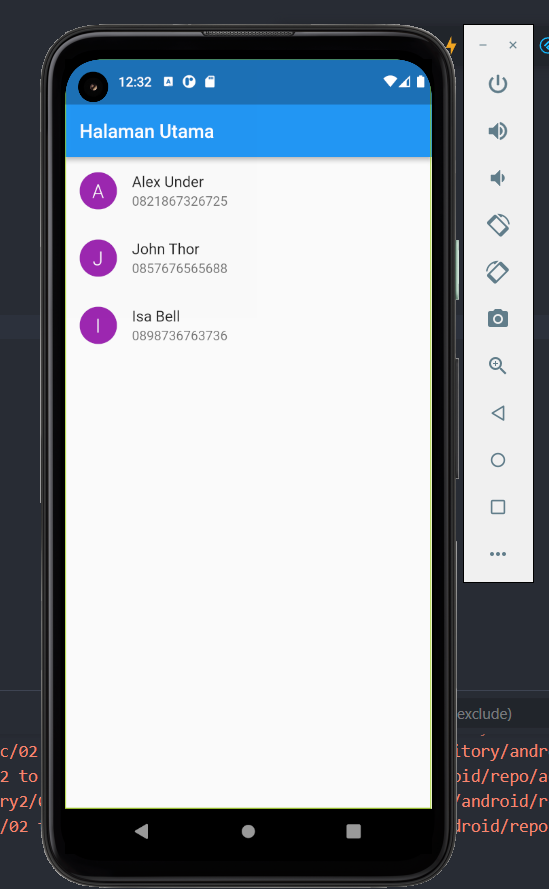 12:32
Halaman Utama
A
Alex Under
0821867326725
J
John Thor
0857676565688
I
Isa Bell
0898736763736
exclude)
c/02
itory/andr
2 to
oid/repo/a
ry2/
/android/r
/02
droid/repo